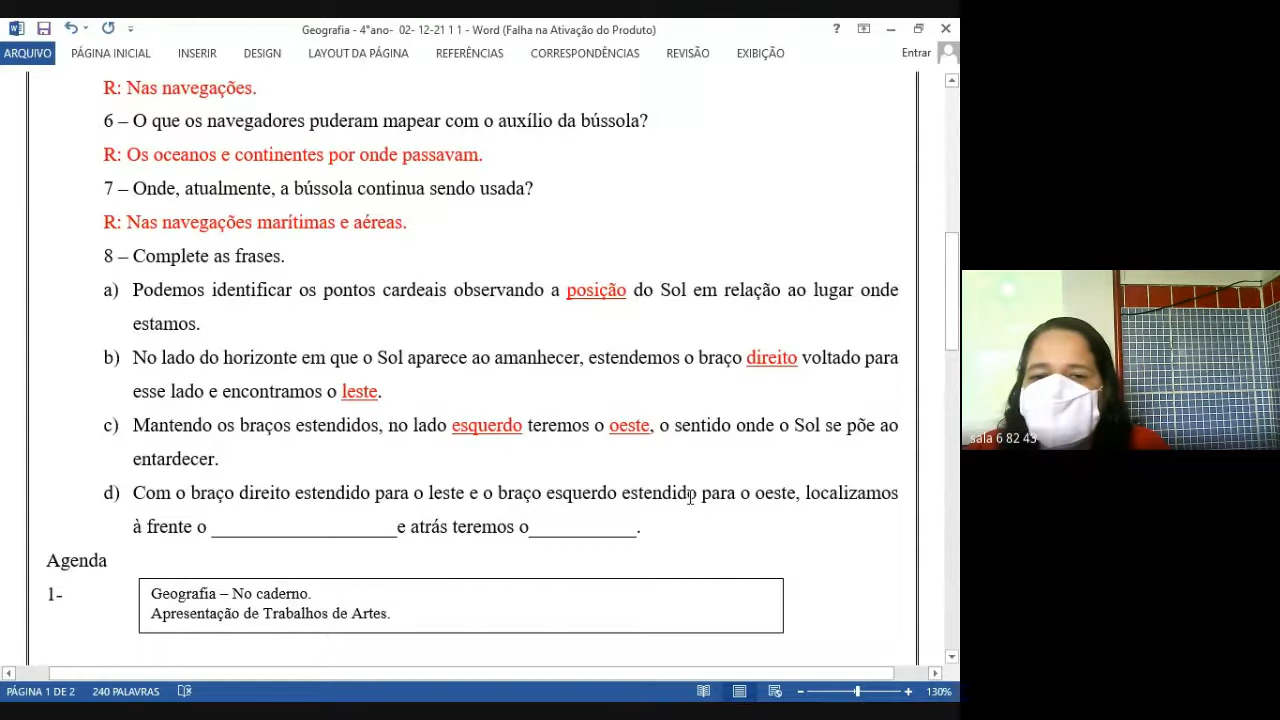 Geografia - 4°ano- 02- 12-21 1 1 - Word (Falha na Ativação do Produto)
ARQUIVO PÁGINA INICIAL INSERIR DESIGN LAYOUT DA PÁGINA REFERÊNCIAS CORRESPONDÊNCIAS REVISÃO EXIBIÇÃO Entrar
R: Nas navegações.
6 – O que os navegadores puderam mapear com o auxílio da bússola?
R: Os oceanos e continentes por onde passavam.
7 – Onde, atualmente, a bússola continua sendo usada?
R: Nas navegações marítimas e aéreas.
8 – Complete as frases.
a) Podemos identificar os pontos cardeais observando a posição do Sol em relação ao lugar onde
estamos.
b) No lado do horizonte em que o Sol aparece ao amanhecer, estendemos o braço direito voltado para
esse lado e encontramos o leste.
c) Mantendo os braços estendidos, no lado esquerdo teremos o oeste, o sentido onde o Sol se põe ao
entardecer.
d) Com o braço direito estendido para o leste e o braço esquerdo estendido para o oeste, localizamos
à frente o ___________________e atrás teremos o___________.
Agenda
1-
Geografia – No caderno.
Apresentação de Trabalhos de Artes.
sala 6 82 43
PÁGINA 1 DE 2 240 PALAVRAS 130%